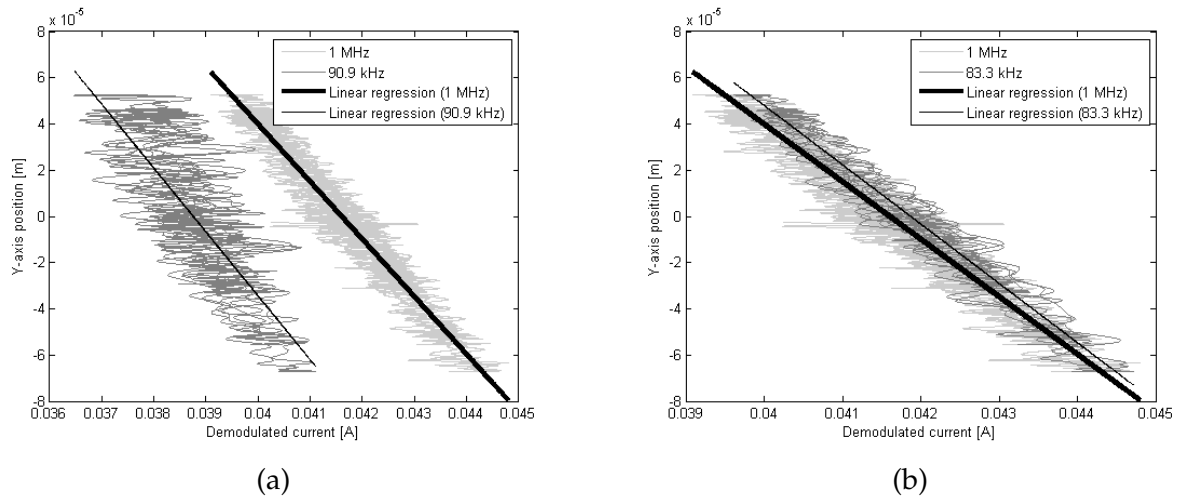 x 10⁻⁵
8
6
4
2
0
-2
-4
-6
-8
Y-axis position [m]
0.036 0.037 0.038 0.039 0.04 0.041 0.042 0.043 0.044 0.045
Demodulated current [A]
1 MHz
90.9 kHz
Linear regression (1 MHz)
Linear regression (90.9 kHz)
(a)
x 10⁻⁵
8
6
4
2
0
-2
-4
-6
-8
Y-axis position [m]
0.039 0.04 0.041 0.042 0.043 0.044 0.045
Demodulated current [A]
1 MHz
83.3 kHz
Linear regression (1 MHz)
Linear regression (83.3 kHz)
(b)